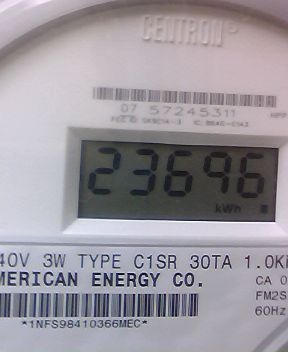 CENTRON®
07 57245311
23696
kWh
40V 3W TYPE C1SR 30TA 1.0K
MERICAN ENERGY CO.
CA 0
FM2S
60Hz
*1NFS98410366MEC*